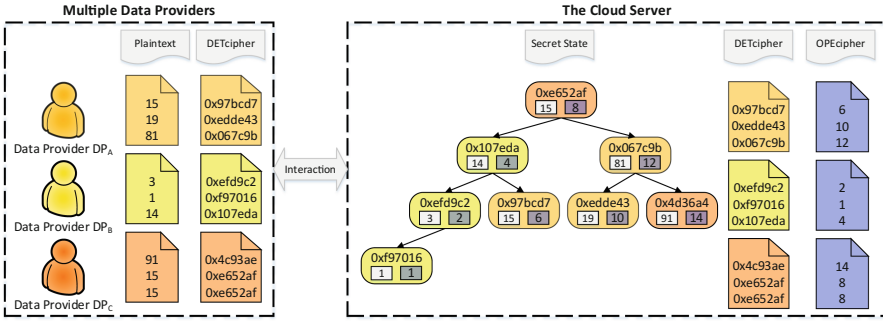 Multiple Data Providers
Plaintext
DETcipher
15
19
81
0x97bcd7
0xedde43
0x067c9b
Data Provider DPA
3
1
14
0xefd9c2
0xf97016
0x107eda
Data Provider DPB
91
15
15
0x4c93ae
0xe652af
0xe652af
Data Provider DPC
Interaction
The Cloud Server
Secret State
DETcipher
OPEcipher
0xe652af
15 8
0x107eda
14 4
0x067c9b
81 12
0xefd9c2
3 2
0x97bcd7
15 6
0xedde43
19 10
0x4d36a4
91 14
0xf97016
1 1
0x97bcd7
0xedde43
0x067c9b
6
10
12
0xefd9c2
0xf97016
0x107eda
2
1
4
0x4c93ae
0xe652af
0xe652af
14
8
8